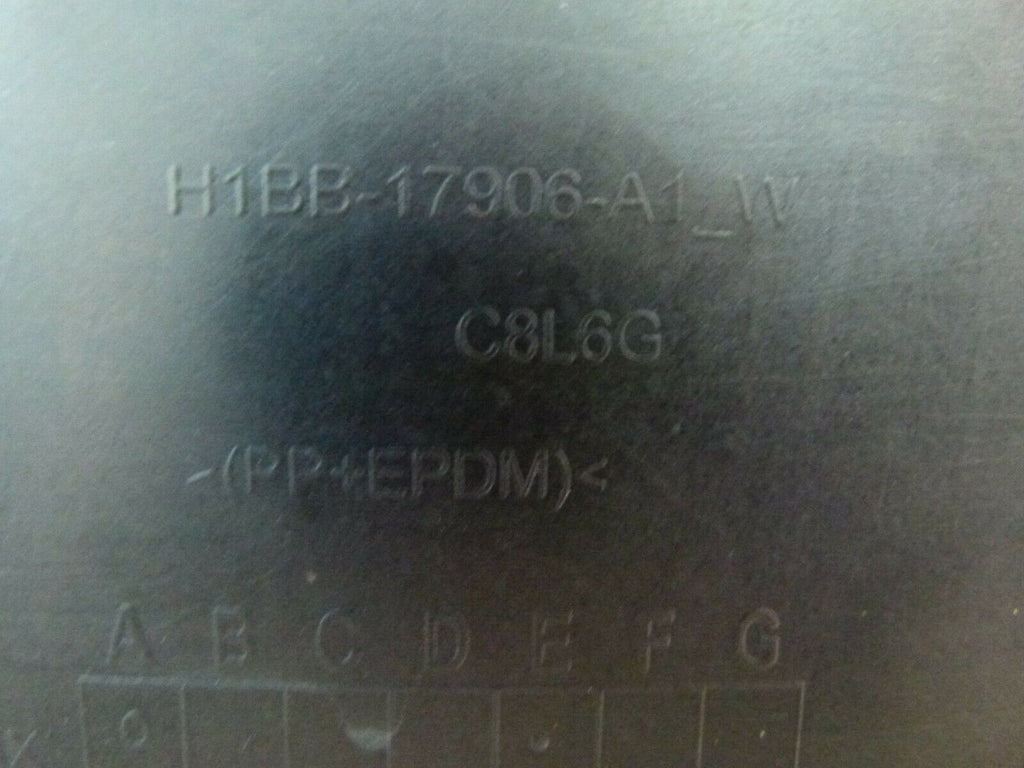 H1BB-17906-A1_W
C8L6G
>(PP+EPDM)<
A B C D E F G